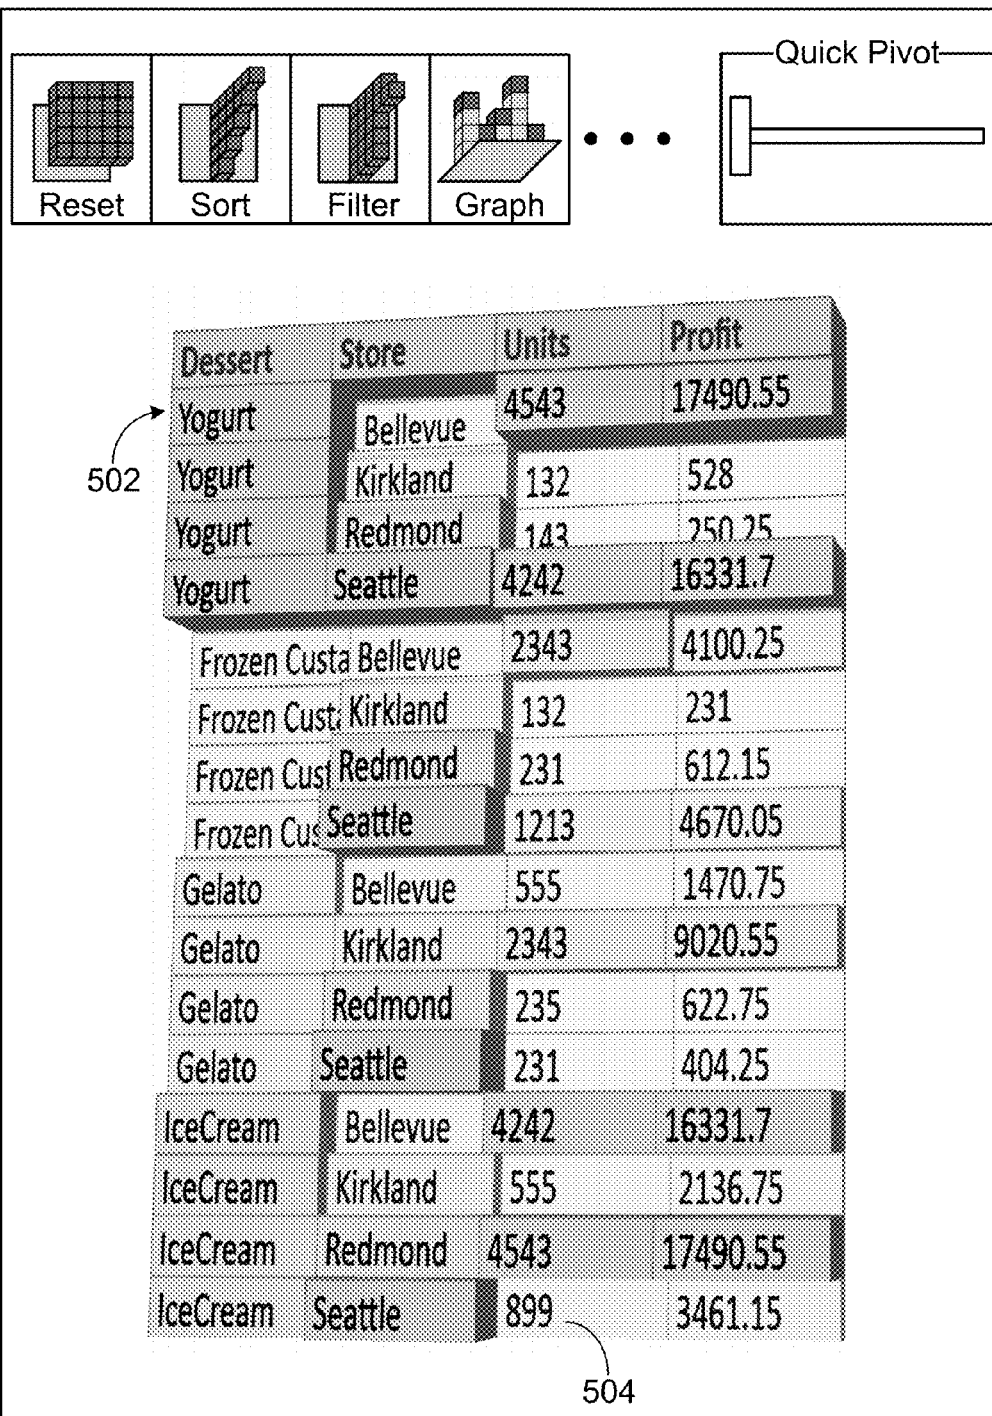 Quick Pivot
Reset Sort Filter Graph
Dessert Store Units Profit
Yogurt Bellevue 4543 17490.55
502
Yogurt Kirkland 132 528
Yogurt Redmond 143 250.25
Yogurt Seattle 4242 16331.7
Frozen Custa Bellevue 2343 4100.25
Frozen Custa Kirkland 132 231
Frozen Cust Redmond 231 612.15
Frozen Cus Seattle 1213 4670.05
Gelato Bellevue 555 1470.75
Gelato Kirkland 2343 9020.55
Gelato Redmond 235 622.75
Gelato Seattle 231 404.25
IceCream Bellevue 4242 16331.7
IceCream Kirkland 555 2136.75
IceCream Redmond 4543 17490.55
IceCream Seattle 899 3461.15
504